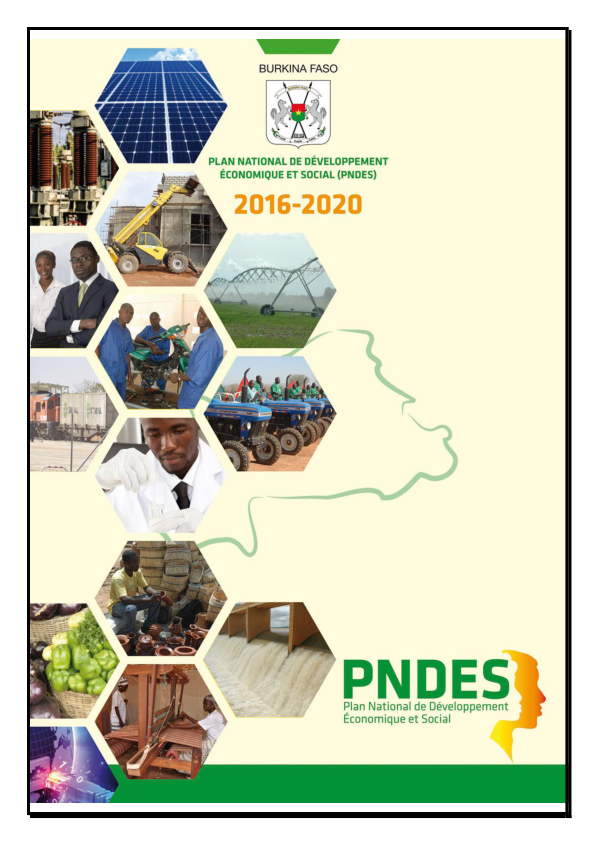 BURKINA FASO
PLAN NATIONAL DE DÉVELOPPEMENT
ÉCONOMIQUE ET SOCIAL (PNDES)
2016-2020
PNDES
Plan National de Développement
Économique et Social